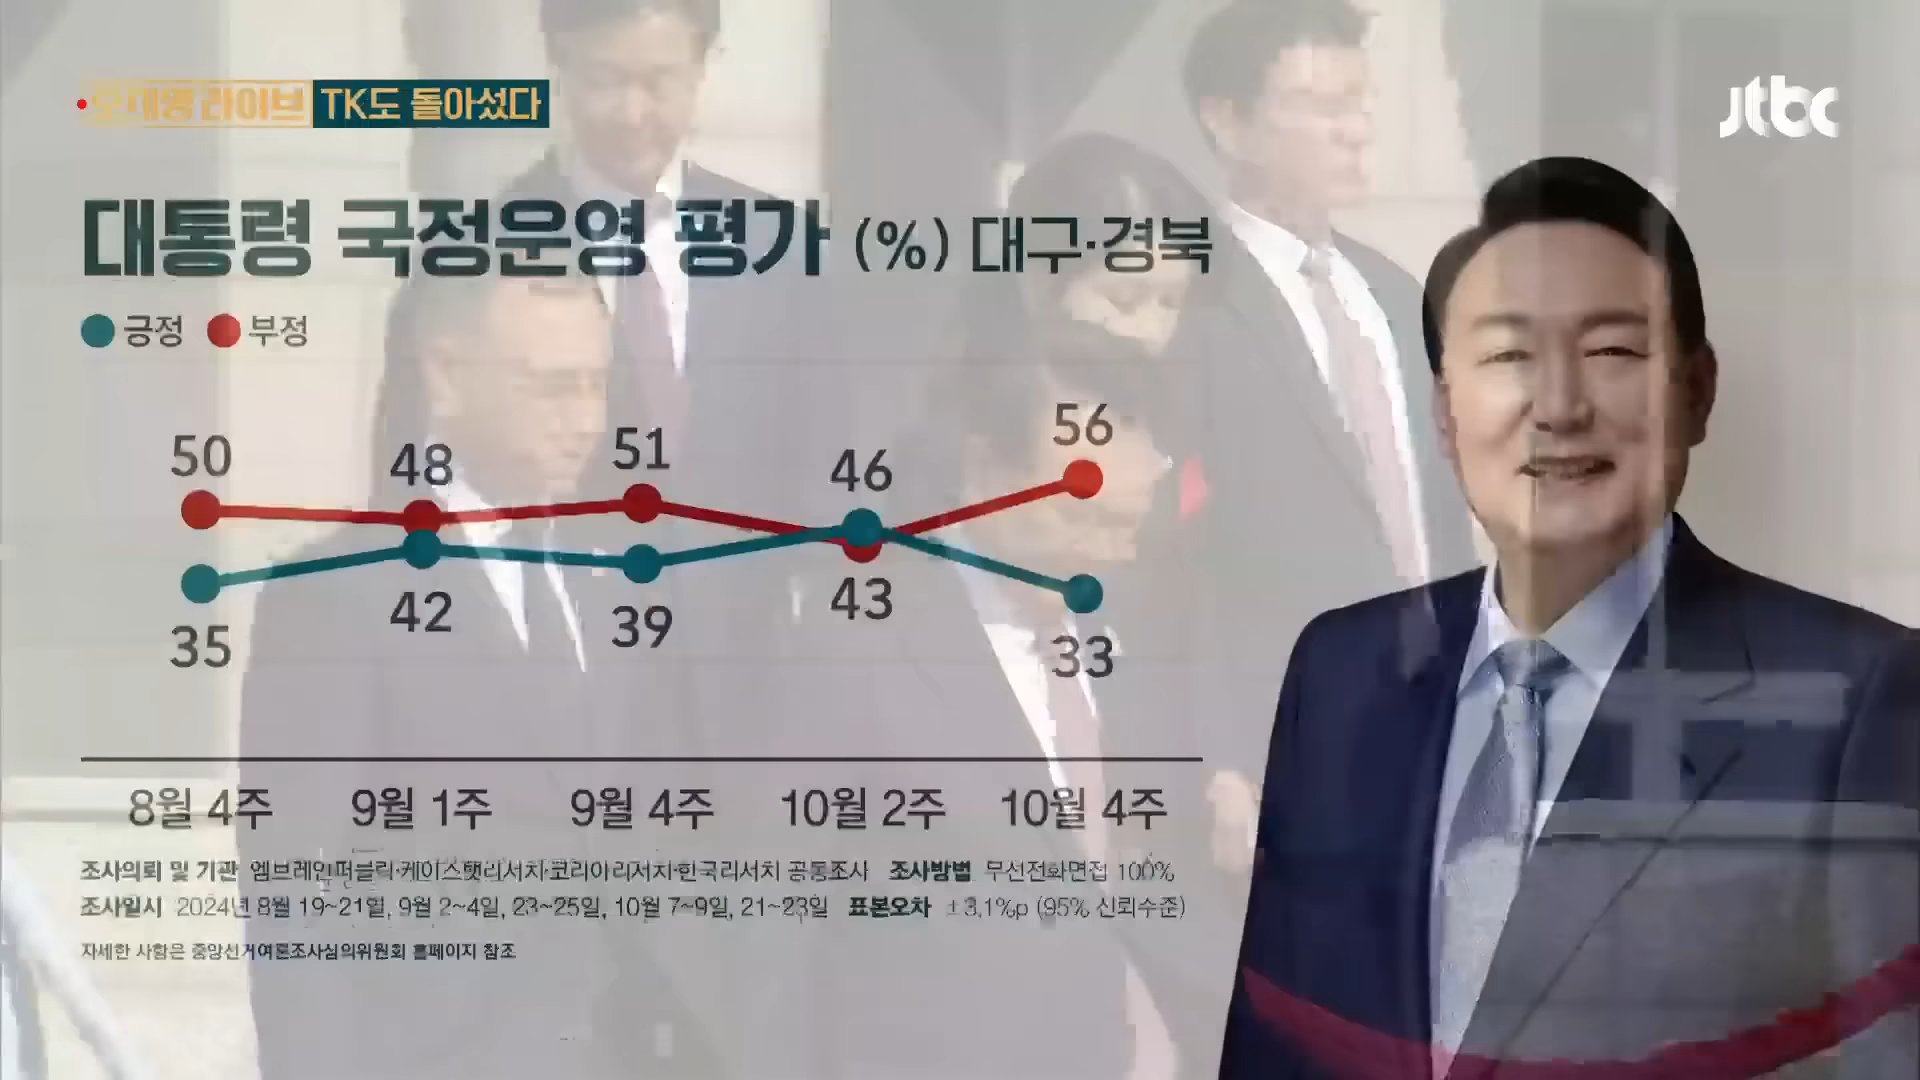 오대영 라이브 TK도 돌아섰다
jtbc
대통령 국정운영 평가 (%) 대구·경북
긍정 부정
50 48 51 46 56
35 42 39 43 33
8월 4주 9월 1주 9월 4주 10월 2주 10월 4주
조사의뢰 및 기관 엠브레인퍼블릭·케이스탯리서치·코리아리서치·한국리서치 공동조사 조사방법 무선전화면접 100%
조사일시 2024년 8월 19~21일, 9월 2~4일, 23~25일, 10월 7~9일, 21~23일 표본오차 ±3.1%p (95% 신뢰수준)
자세한 사항은 중앙선거여론조사심의위원회 홈페이지 참조